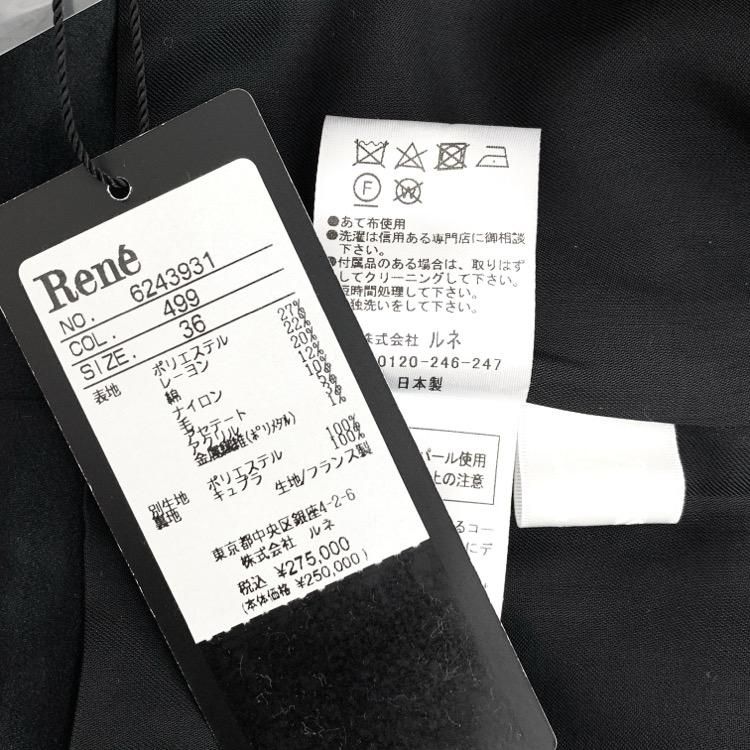 René
NO. 6243931
COL. 499
SIZE. 36
表地 ポリエステル 27%
レーヨン 22%
綿 20%
ナイロン 12%
毛 10%
アセテート 5%
アクリル 3%
金属繊維(ポリメタル) 1%
別生地 ポリエステル 100%
裏地 キュプラ 100%
生地/フランス製
東京都中央区銀座4-2-6
株式会社 ルネ
税込 ¥275,000
(本体価格 ¥250,000)
F
W
●あて布使用
●洗濯は信用ある専門店に御相談
下さい。
●付属品のある場合は、取りはず
してクリーニングして下さい。
短時間処理して下さい。
独洗いをして下さい。
株式会社 ルネ
0120-246-247
日本製
パール使用
上の注意
るコー
にデ